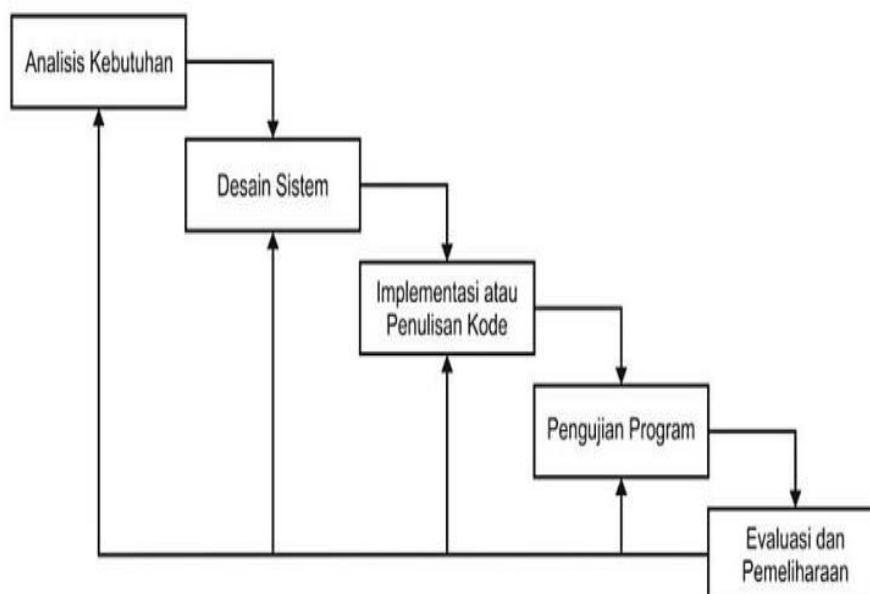 Analisis Kebutuhan
Desain Sistem
Implementasi atau
Penulisan Kode
Pengujian Program
Evaluasi dan
Pemeliharaan